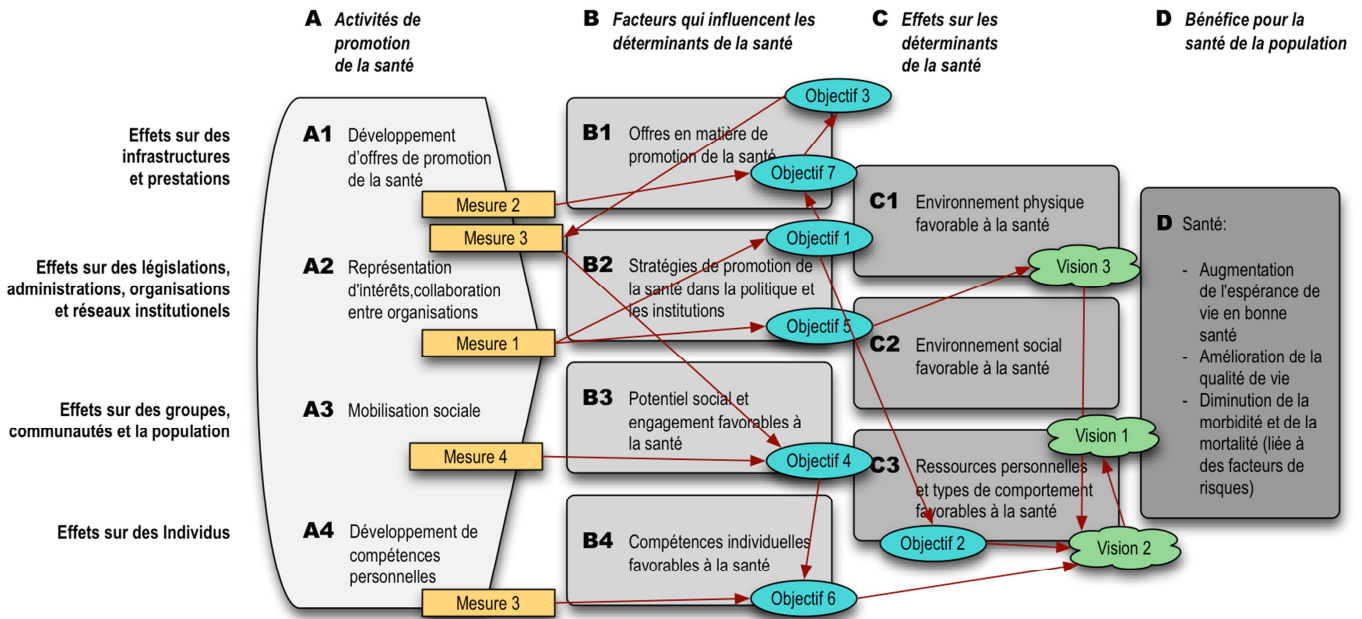 A Activités de
promotion
de la santé
B Facteurs qui influencent les
déterminants de la santé
C Effets sur les
déterminants
de la santé
D Bénéfice pour la
santé de la population
Effets sur des
infrastructures
et prestations
Effets sur des législations,
administrations, organisations
et réseaux institutionels
Effets sur des groupes,
communautés et la population
Effets sur des Individus
A1 Développement
d'offres de promotion
de la santé
Mesure 2
Mesure 3
A2 Représentation
d'intérêts,collaboration
entre organisations
Mesure 1
A3 Mobilisation sociale
Mesure 4
A4 Développement de
compétences
personnelles
Mesure 3
Objectif 3
B1 Offres en matière de
promotion de la santé
Objectif 7
Objectif 1
B2 Stratégies de promotion de
la santé dans la politique et
les institutions
Objectif 5
B3 Potentiel social et
engagement favorables à
la santé
Objectif 4
B4 Compétences individuelles
favorables à la santé
Objectif 6
C1 Environnement physique
favorable à la santé
Vision 3
C2 Environnement social
favorable à la santé
Vision 1
C3 Ressources personnelles
et types de comportement
favorables à la santé
Objectif 2
Vision 2
D Santé:
- Augmentation
de l'espérance de
vie en bonne
santé
- Amélioration de la
qualité de vie
- Diminution de la
morbidité et de la
mortalité (liée à
des facteurs de
risques)